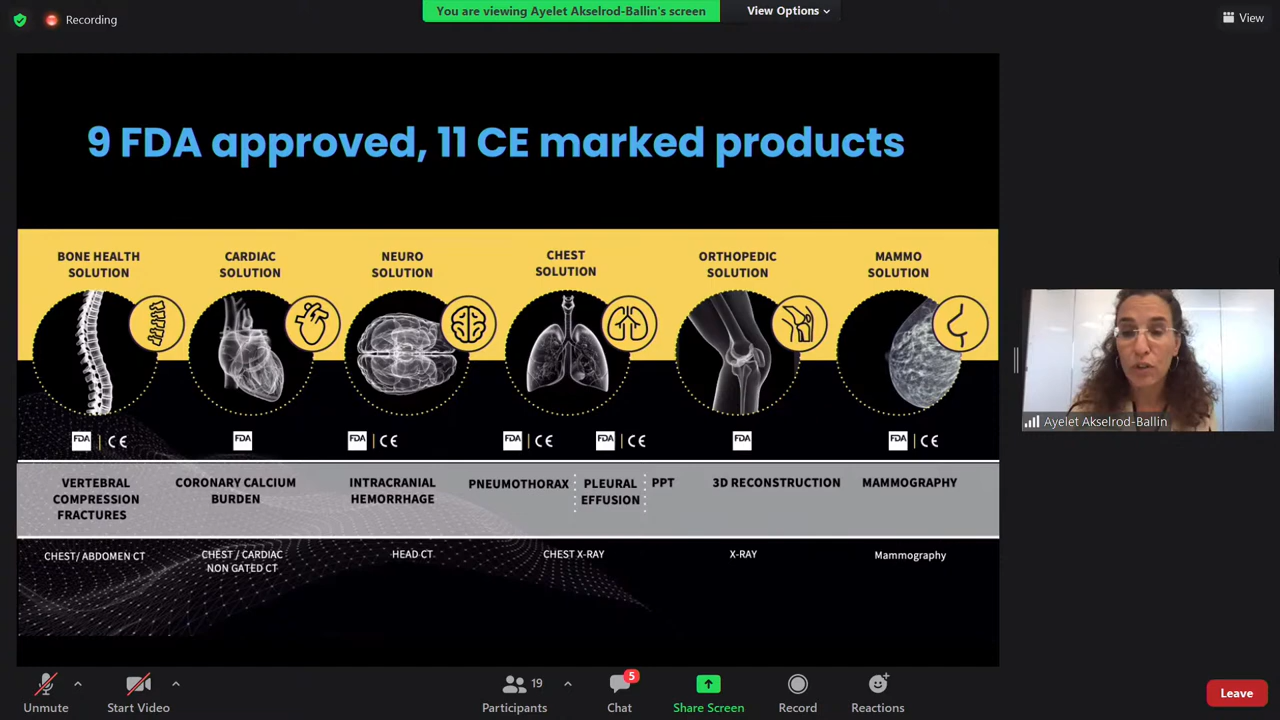 Recording
You are viewing Ayelet Akselrod-Ballin's screen
View Options
View
9 FDA approved, 11 CE marked products
BONE HEALTH
SOLUTION
CARDIAC
SOLUTION
NEURO
SOLUTION
CHEST
SOLUTION
ORTHOPEDIC
SOLUTION
MAMMO
SOLUTION
FDA | CE
FDA
FDA | CE
FDA | CE
FDA | CE
FDA
FDA | CE
VERTEBRAL
COMPRESSION
FRACTURES
CORONARY CALCIUM
BURDEN
INTRACRANIAL
HEMORRHAGE
PNEUMOTHORAX
PLEURAL
EFFUSION
PPT
3D RECONSTRUCTION
MAMMOGRAPHY
CHEST/ ABDOMEN CT
CHEST / CARDIAC
NON GATED CT
HEAD CT
CHEST X-RAY
X-RAY
Mammography
Ayelet Akselrod-Ballin
Unmute
Start Video
19
Participants
5
Chat
Share Screen
Record
Reactions
Leave